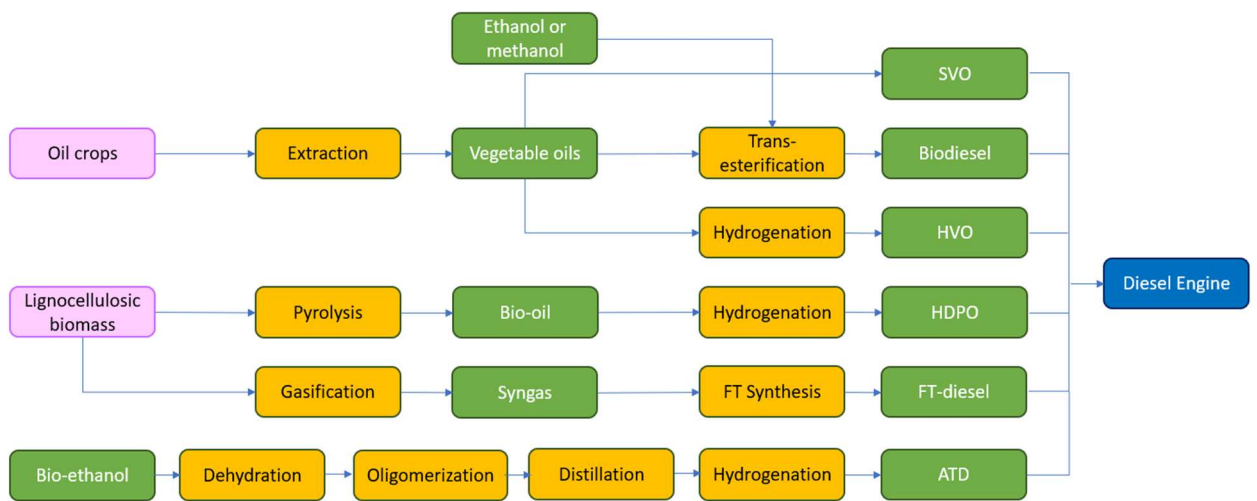 Ethanol or
methanol
SVO
Oil crops
Extraction
Vegetable oils
Trans-
esterification
Biodiesel
Hydrogenation
HVO
Diesel Engine
Lignocellulosic
biomass
Pyrolysis
Bio-oil
Hydrogenation
HDPO
Gasification
Syngas
FT Synthesis
FT-diesel
Bio-ethanol
Dehydration
Oligomerization
Distillation
Hydrogenation
ATD